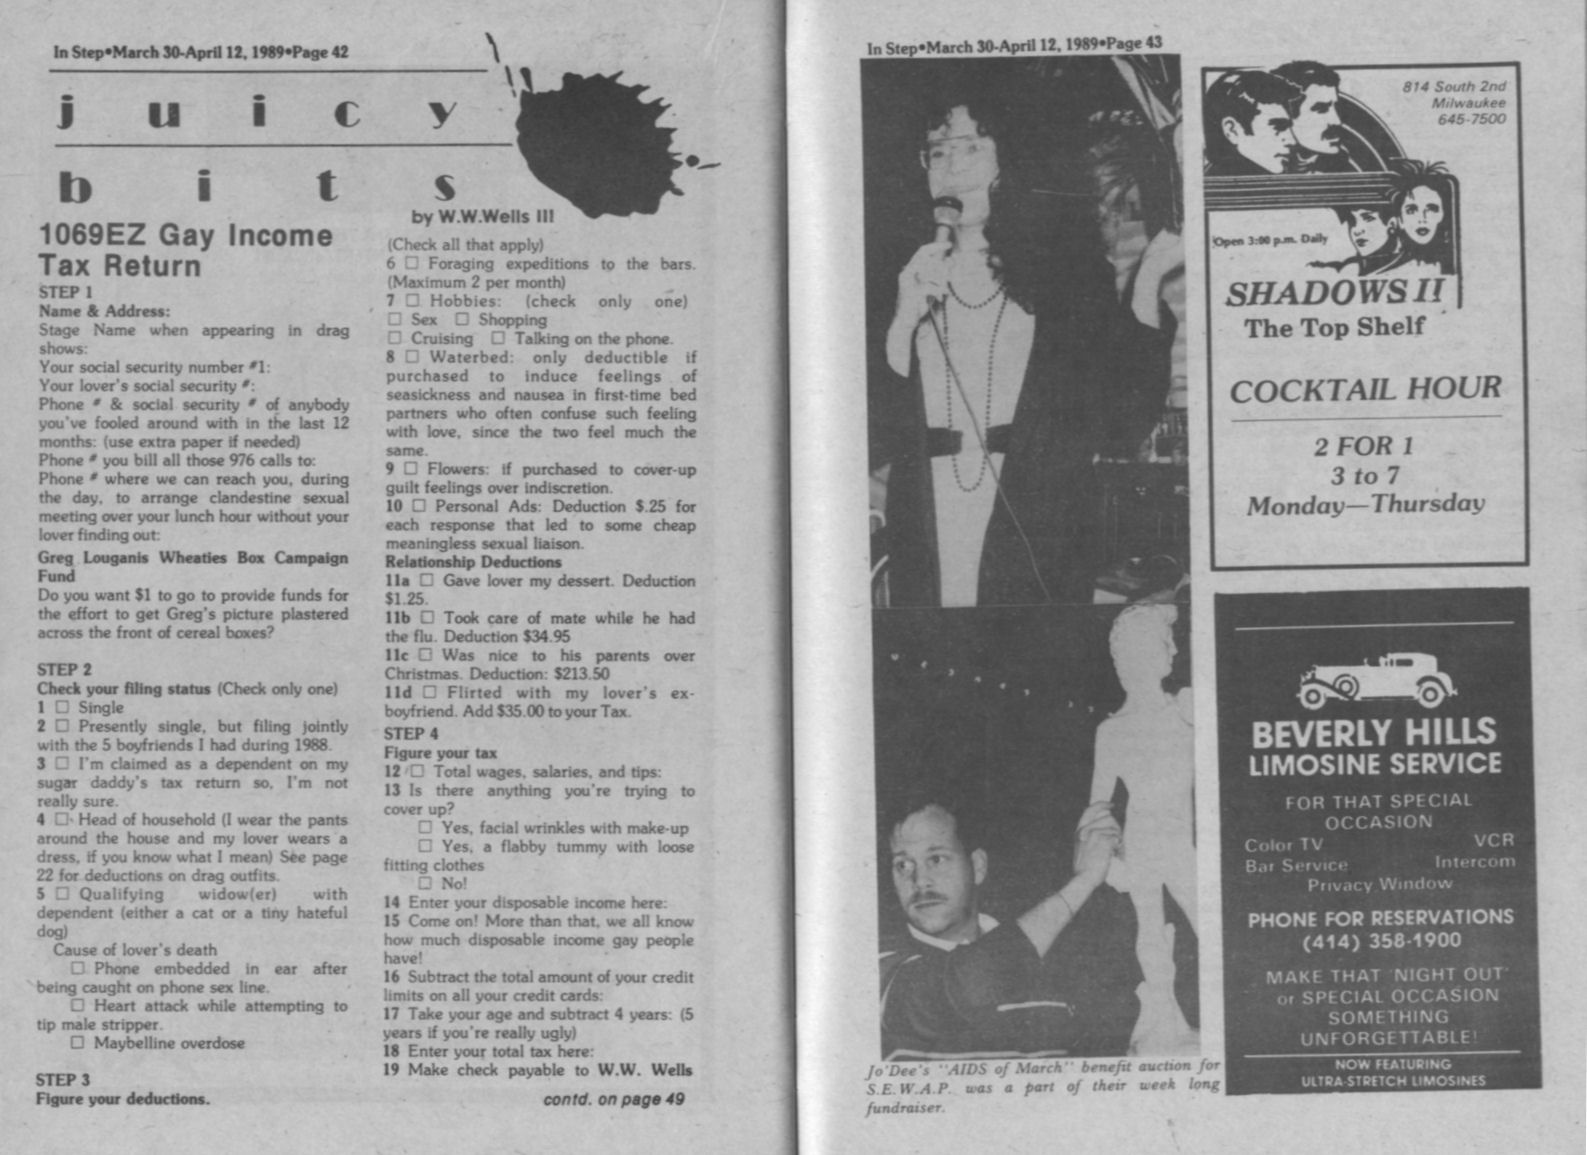 In Step•March 30-April 12, 1989•Page 42
juicy
bits
by W.W.Wells III
1069EZ Gay Income
Tax Return
STEP 1
Name & Address:
Stage Name when appearing in drag
shows:
Your social security number #1:
Your lover's social security #:
Phone # & social security # of anybody
you've fooled around with in the last 12
months: (use extra paper if needed)
Phone # you bill all those 976 calls to:
Phone # where we can reach you, during
the day, to arrange clandestine sexual
meeting over your lunch hour without your
lover finding out:
Greg Louganis Wheaties Box Campaign
Fund
Do you want $1 to go to provide funds for
the effort to get Greg's picture plastered
across the front of cereal boxes?
STEP 2
Check your filing status (Check only one)
1 ☐ Single
2 ☐ Presently single, but filing jointly
with the 5 boyfriends I had during 1988.
3 ☐ I'm claimed as a dependent on my
sugar daddy's tax return so, I'm not
really sure.
4 ☐ Head of household (I wear the pants
around the house and my lover wears a
dress, if you know what I mean) See page
22 for deductions on drag outfits.
5 ☐ Qualifying widow(er) with
dependent (either a cat or a tiny hateful
dog)
Cause of lover's death
☐ Phone embedded in ear after
being caught on phone sex line.
☐ Heart attack while attempting to
tip male stripper.
☐ Maybelline overdose
STEP 3
Figure your deductions.
(Check all that apply)
6 ☐ Foraging expeditions to the bars.
(Maximum 2 per month)
7 ☐ Hobbies: (check only one)
☐ Sex ☐ Shopping
☐ Cruising ☐ Talking on the phone.
8 ☐ Waterbed: only deductible if
purchased to induce feelings of
seasickness and nausea in first-time bed
partners who often confuse such feeling
with love, since the two feel much the
same.
9 ☐ Flowers: if purchased to cover-up
guilt feelings over indiscretion.
10 ☐ Personal Ads: Deduction $.25 for
each response that led to some cheap
meaningless sexual liaison.
Relationship Deductions
11a ☐ Gave lover my dessert. Deduction
$1.25.
11b ☐ Took care of mate while he had
the flu. Deduction $34.95
11c ☐ Was nice to his parents over
Christmas. Deduction: $213.50
11d ☐ Flirted with my lover's ex-
boyfriend. Add $35.00 to your Tax.
STEP 4
Figure your tax
12 ☐ Total wages, salaries, and tips:
13 Is there anything you're trying to
cover up?
☐ Yes, facial wrinkles with make-up
☐ Yes, a flabby tummy with loose
fitting clothes
☐ No!
14 Enter your disposable income here:
15 Come on! More than that, we all know
how much disposable income gay people
have!
16 Subtract the total amount of your credit
limits on all your credit cards:
17 Take your age and subtract 4 years: (5
years if you're really ugly)
18 Enter your total tax here:
19 Make check payable to W.W. Wells
contd. on page 49
In Step•March 30-April 12, 1989•Page 43
Jo'Dee's "AIDS of March" benefit auction for
S.E.W.A.P. was a part of their week long
fundraiser.
814 South 2nd
Milwaukee
645-7500
Open 3:00 p.m. Daily
SHADOWS II
The Top Shelf
COCKTAIL HOUR
2 FOR 1
3 to 7
Monday—Thursday
BEVERLY HILLS
LIMOSINE SERVICE
FOR THAT SPECIAL
OCCASION
Color TV VCR
Bar Service Intercom
Privacy Window
PHONE FOR RESERVATIONS
(414) 358-1900
MAKE THAT 'NIGHT OUT'
or SPECIAL OCCASION
SOMETHING
UNFORGETTABLE!
NOW FEATURING
ULTRA-STRETCH LIMOSINES